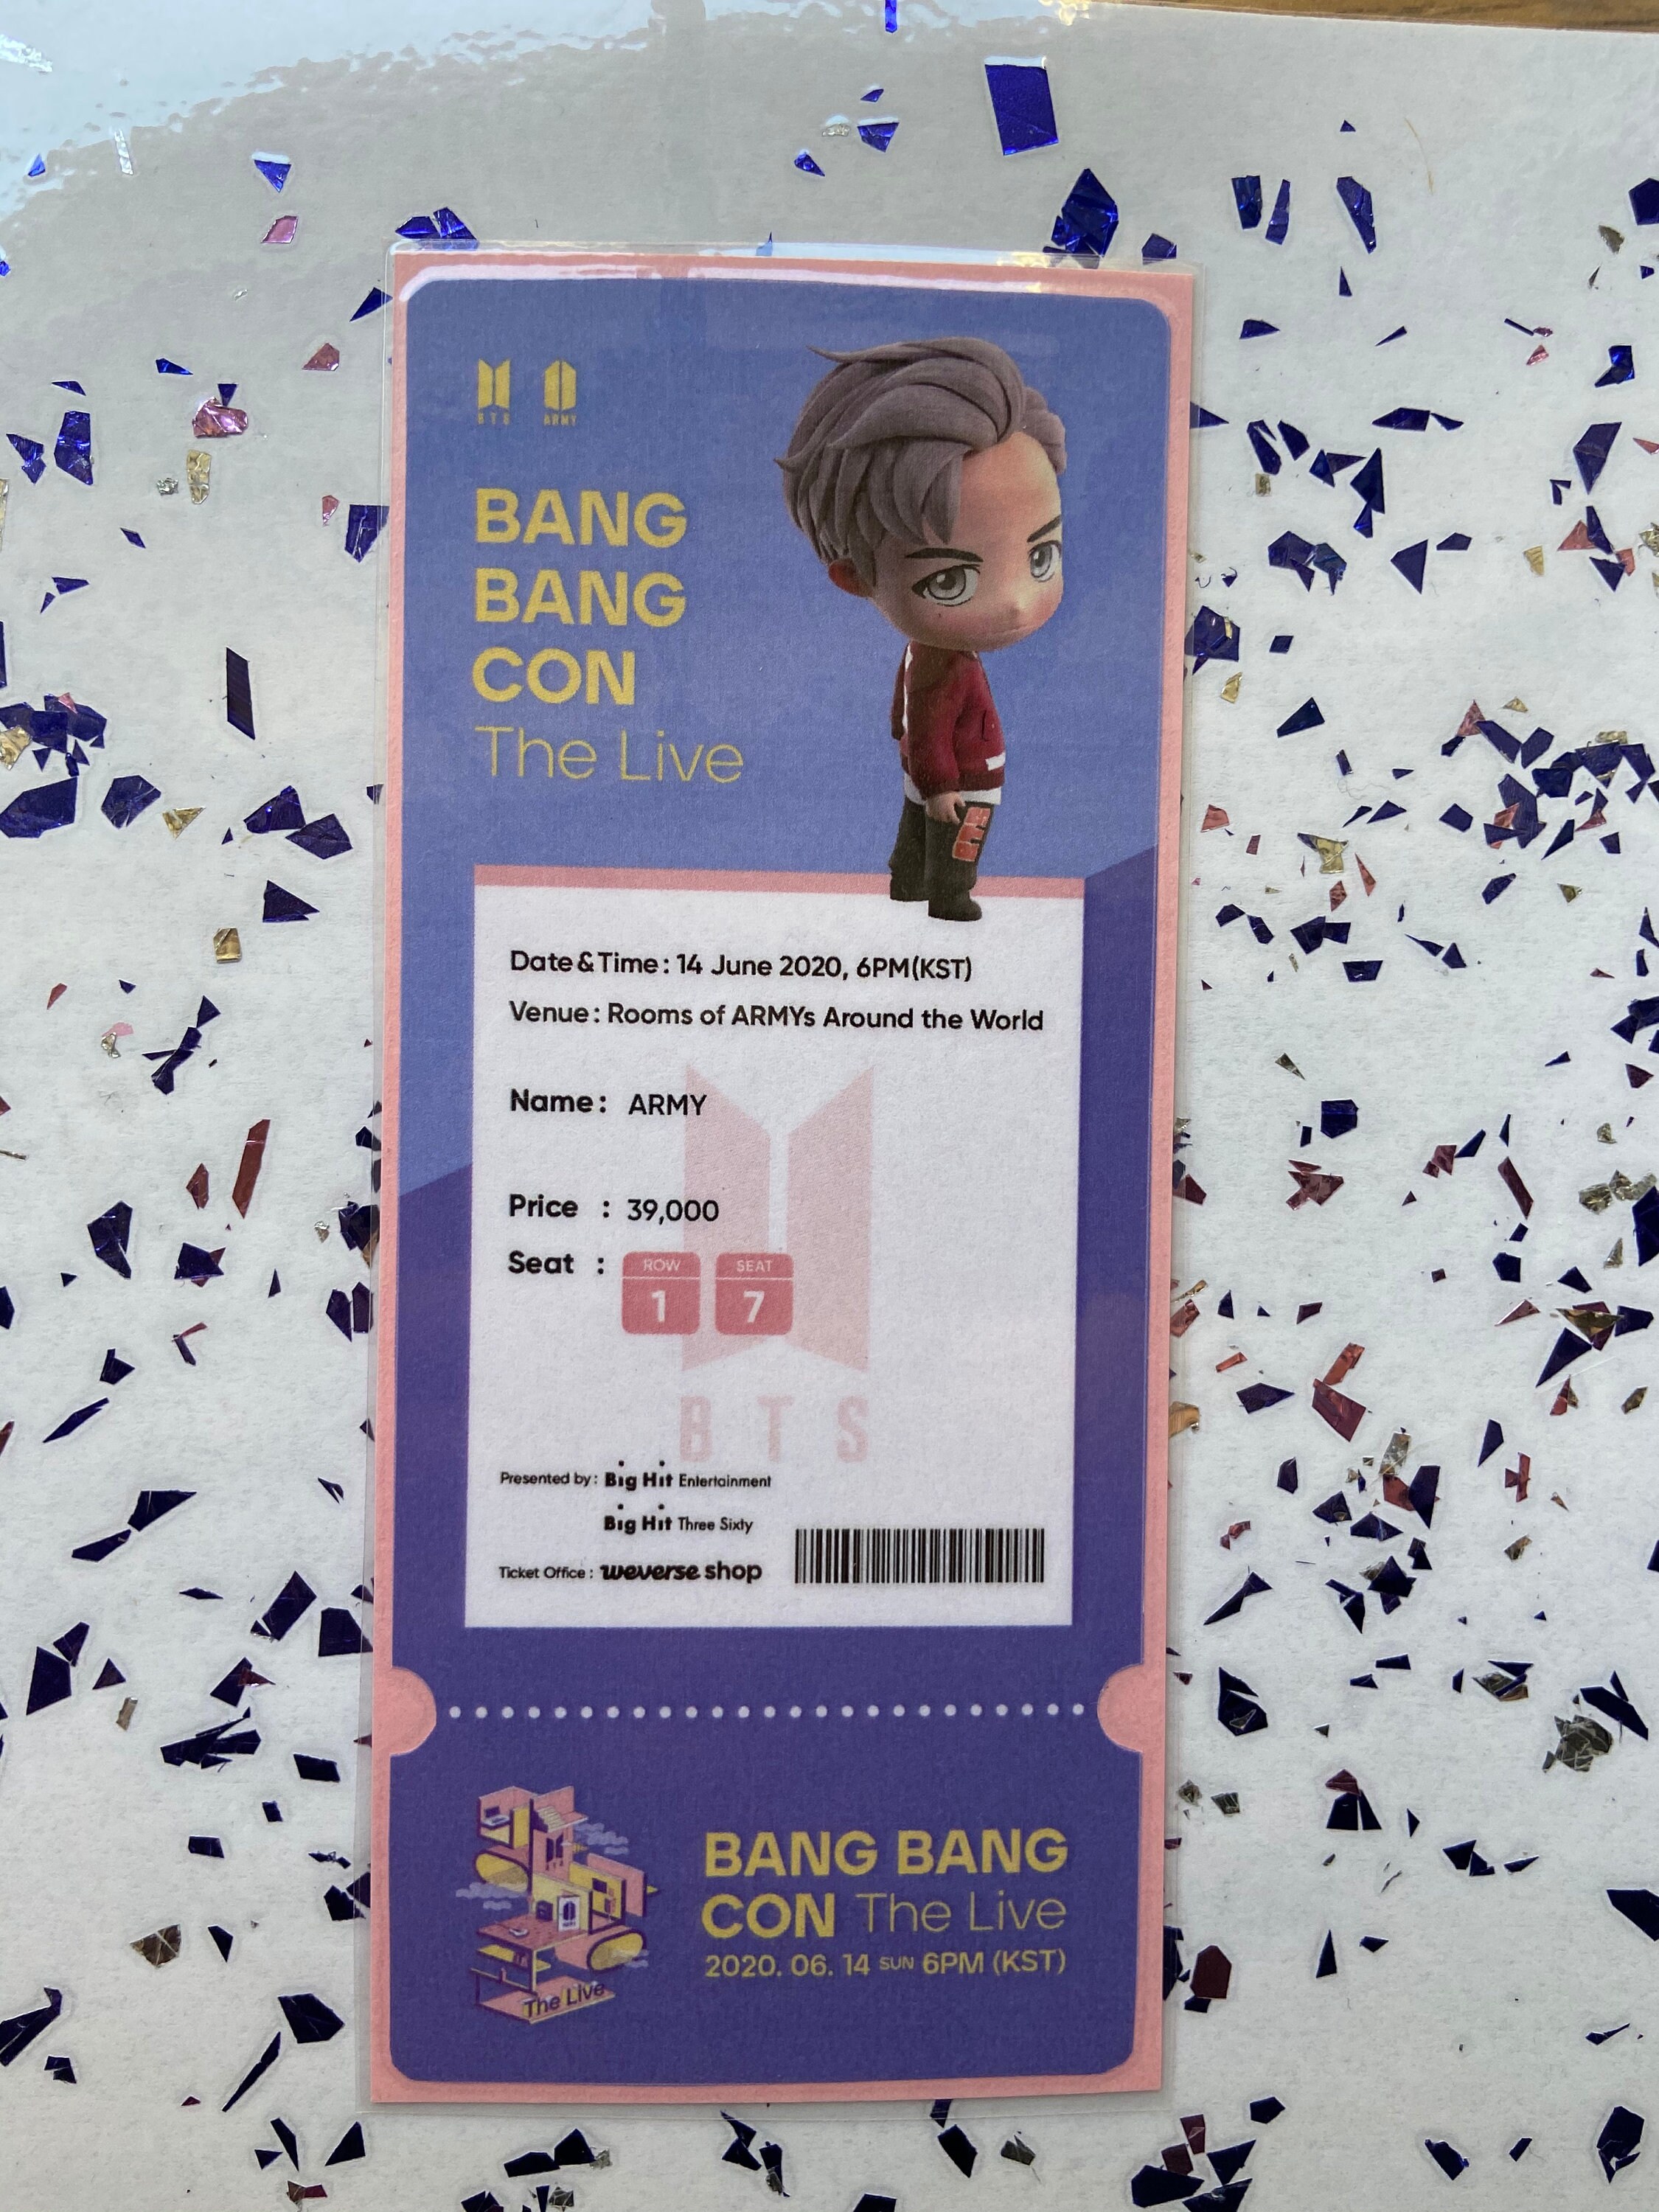 BTS ARMY
BANG
BANG
CON
The Live
BTS
Date&Time: 14 June 2020, 6PM(KST)
Venue: Rooms of ARMYs Around the World
Name: ARMY
Price : 39,000
Seat : ROW SEAT
1 7
BTS
Presented by: Big Hit Entertainment
Big Hit Three Sixty
Ticket Office: weverse shop
BANG BANG
CON The Live
2020. 06. 14 SUN 6PM (KST)
The Live